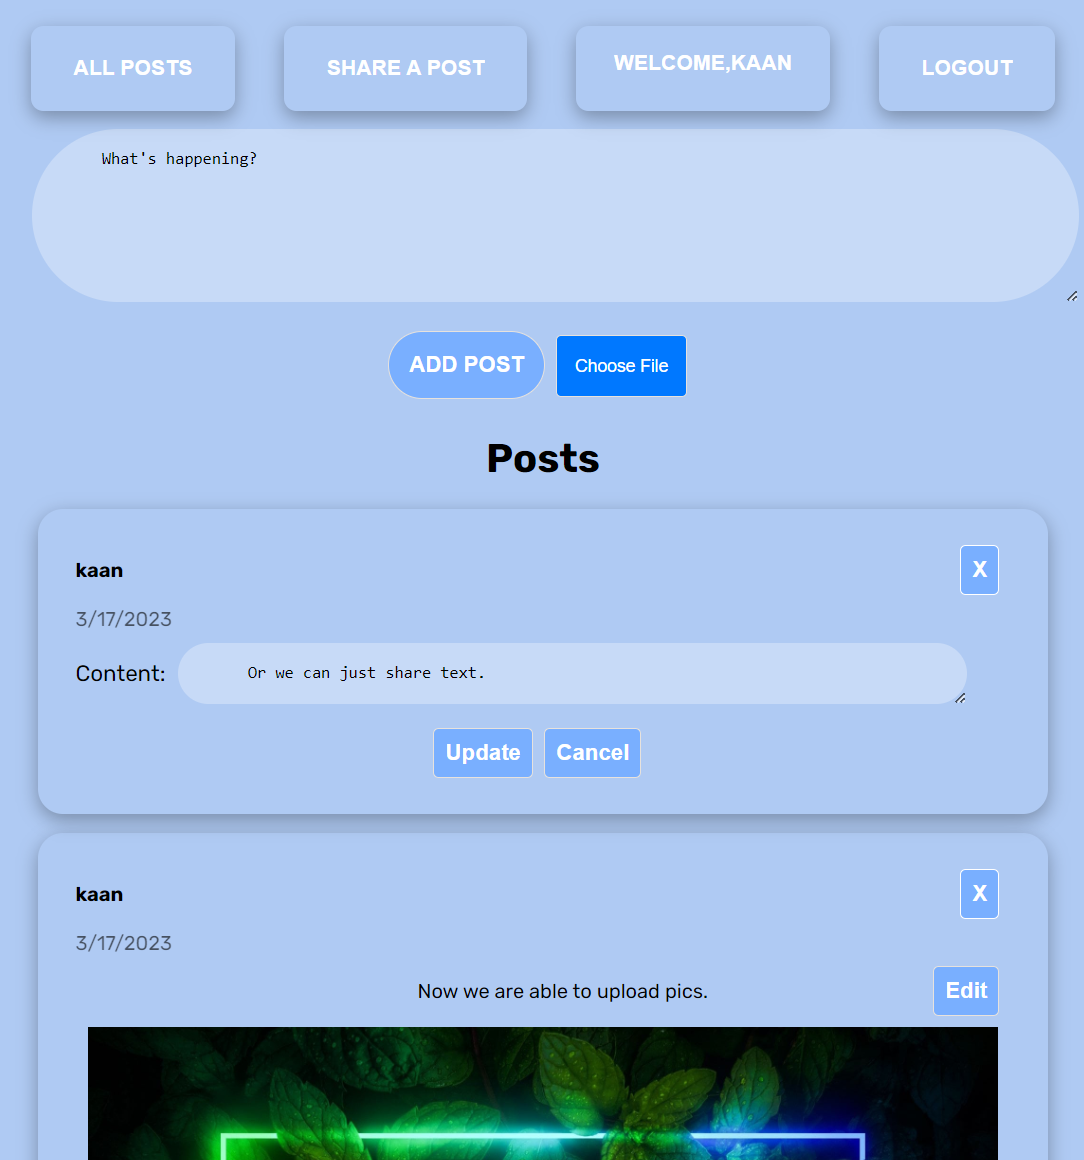 ALL POSTS SHARE A POST WELCOME,KAAN LOGOUT
What's happening?
ADD POST Choose File
Posts
kaan X
3/17/2023
Content: Or we can just share text.
Update Cancel
kaan X
3/17/2023
Now we are able to upload pics. Edit